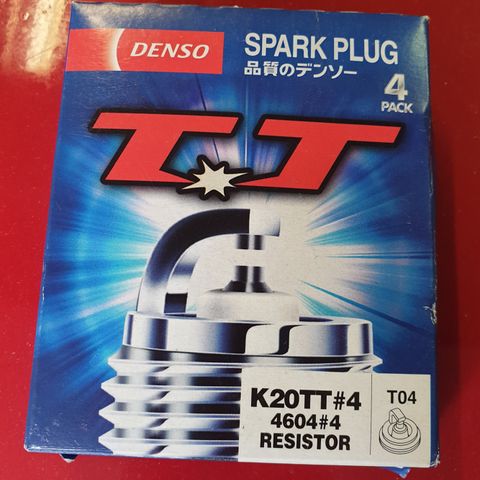 DENSO
SPARK PLUG
品質のデンソー
4
PACK
T.T
K20TT#4
4604#4
RESISTOR
T04